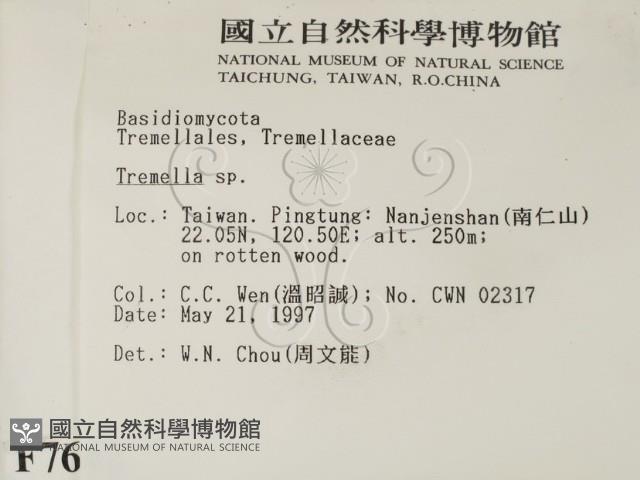 國立自然科學博物館
NATIONAL MUSEUM OF NATURAL SCIENCE
TAICHUNG, TAIWAN, R.O.CHINA
Basidiomycota
Tremellales, Tremellaceae
Tremella sp.
Loc.: Taiwan. Pingtung: Nanjenshan(南仁山)
22.05N, 120.50E; alt. 250m;
on rotten wood.
Col.: C.C. Wen(溫昭誠); No. CWN 02317
Date: May 21, 1997
Det.: W.N. Chou(周文能)
國立自然科學博物館
NATIONAL MUSEUM OF NATURAL SCIENCE
F76